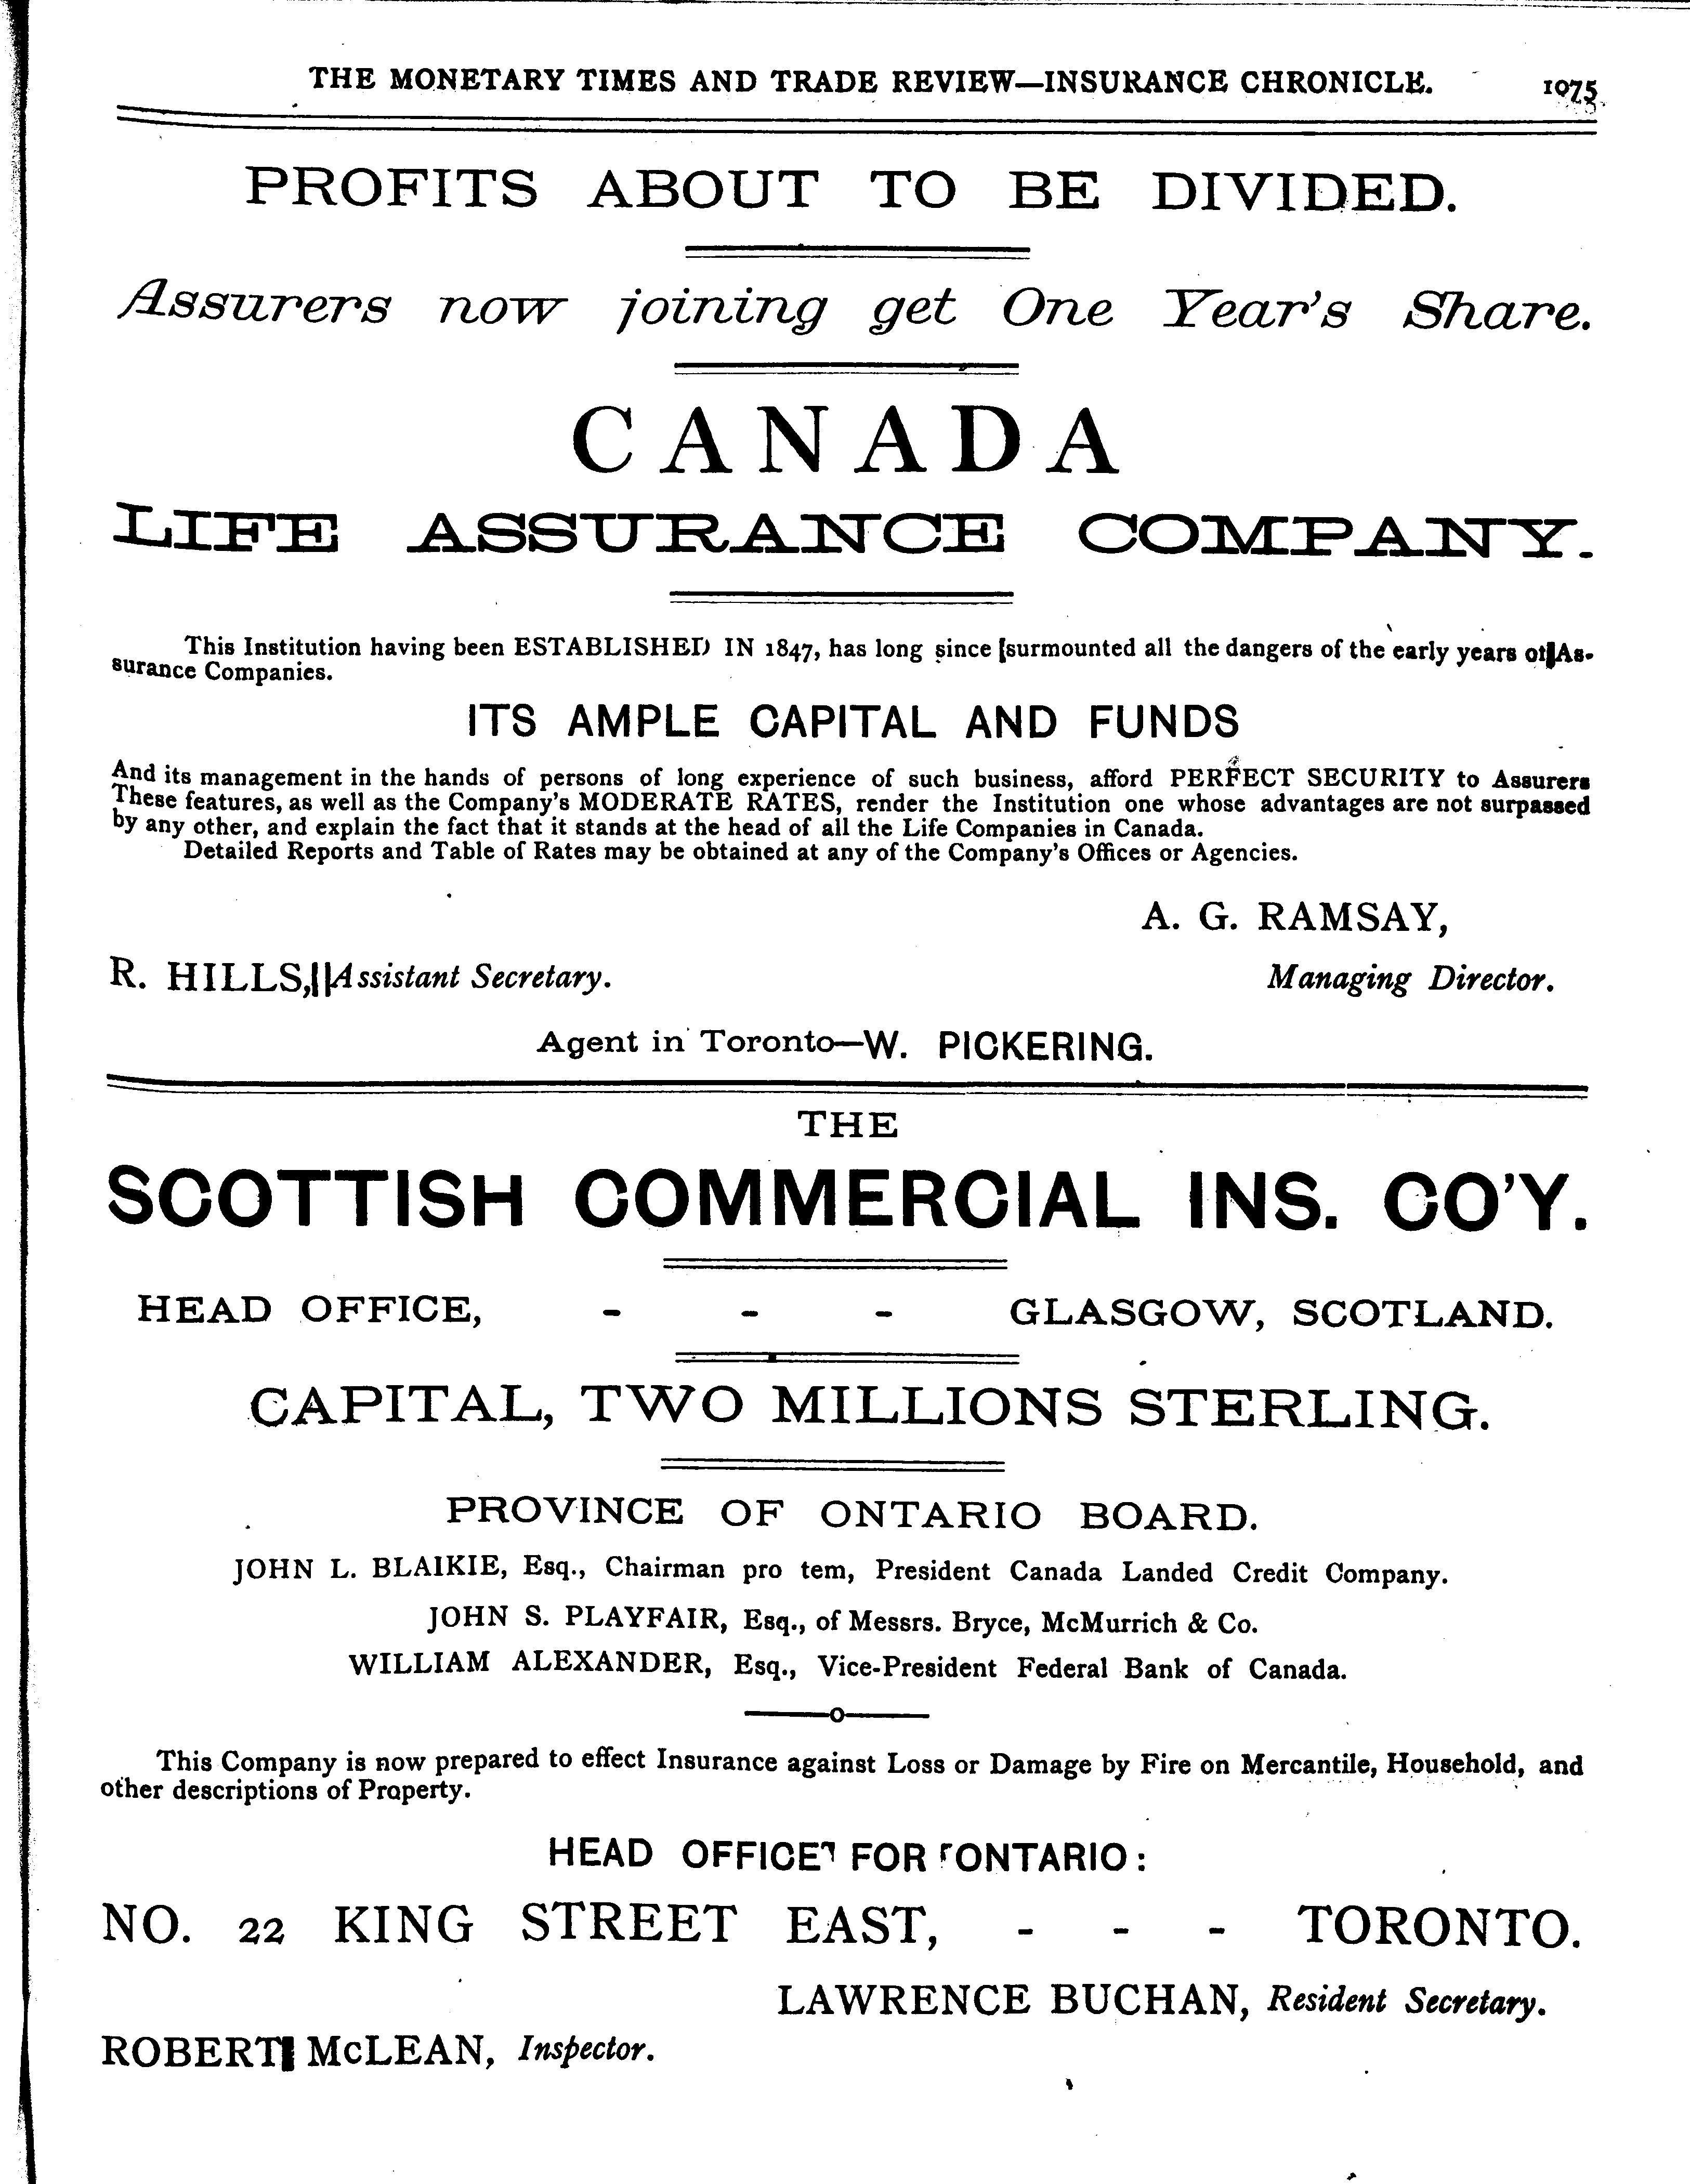 THE MONETARY TIMES AND TRADE REVIEW—INSURANCE CHRONICLE. 1075
PROFITS ABOUT TO BE DIVIDED.
Assurers now joining get One Year's Share.
CANADA
LIFE ASSURANCE COMPANY.
This Institution having been ESTABLISHED IN 1847, has long since surmounted all the dangers of the early years of As-
surance Companies.
ITS AMPLE CAPITAL AND FUNDS
And its management in the hands of persons of long experience of such business, afford PERFECT SECURITY to Assurers
These features, as well as the Company's MODERATE RATES, render the Institution one whose advantages are not surpassed
by any other, and explain the fact that it stands at the head of all the Life Companies in Canada.
Detailed Reports and Table of Rates may be obtained at any of the Company's Offices or Agencies.
A. G. RAMSAY,
R. HILLS, Assistant Secretary. Managing Director.
Agent in Toronto—W. PICKERING.
THE
SCOTTISH COMMERCIAL INS. CO'Y.
HEAD OFFICE, - - - GLASGOW, SCOTLAND.
CAPITAL, TWO MILLIONS STERLING.
PROVINCE OF ONTARIO BOARD.
JOHN L. BLAIKIE, Esq., Chairman pro tem, President Canada Landed Credit Company.
JOHN S. PLAYFAIR, Esq., of Messrs. Bryce, McMurrich & Co.
WILLIAM ALEXANDER, Esq., Vice-President Federal Bank of Canada.
This Company is now prepared to effect Insurance against Loss or Damage by Fire on Mercantile, Household, and
other descriptions of Property.
HEAD OFFICE FOR ONTARIO:
NO. 22 KING STREET EAST, - - - TORONTO.
LAWRENCE BUCHAN, Resident Secretary.
ROBERT McLEAN, Inspector.